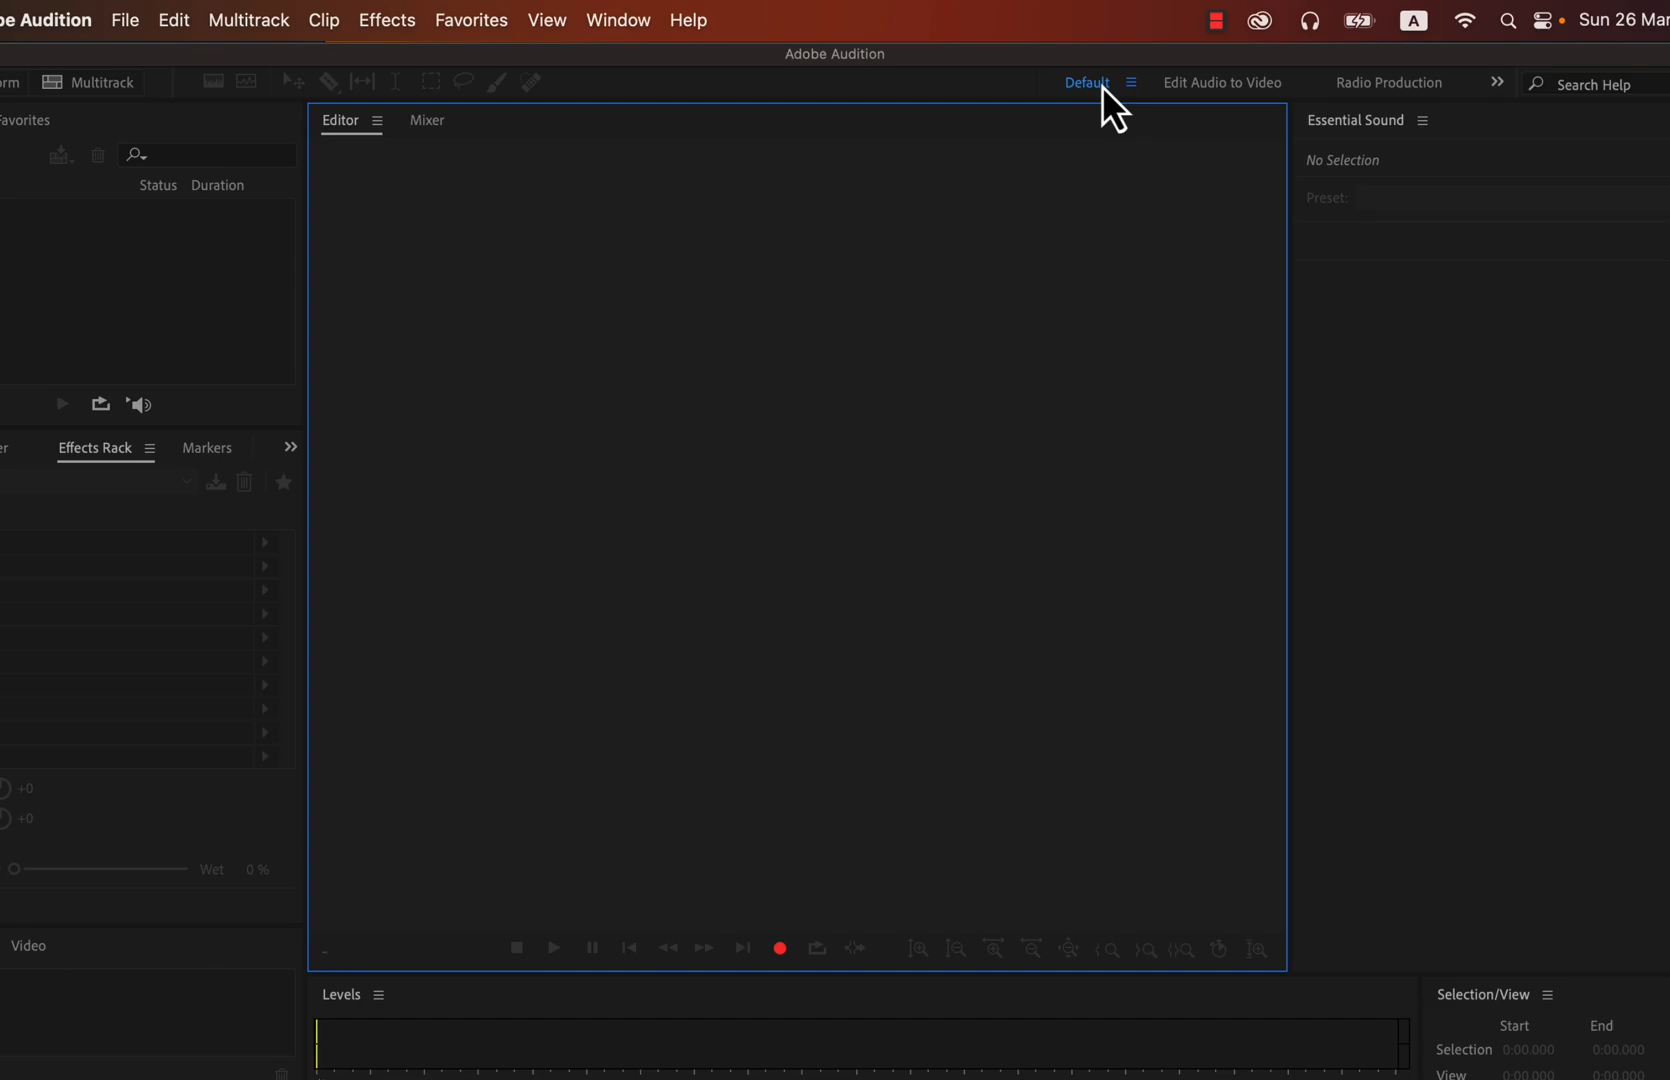 be Audition File Edit Multitrack Clip Effects Favorites View Window Help A Sun 26 Mar
Adobe Audition
orm Multitrack Default Edit Audio to Video Radio Production Search Help
Favorites
Editor Mixer
Essential Sound
No Selection
Status Duration
Preset:
er Effects Rack Markers
+0
+0
Wet 0 %
Video
Levels
Selection/View
Start End
Selection 0:00.000 0:00.000
View 0:00.000 0:00.000